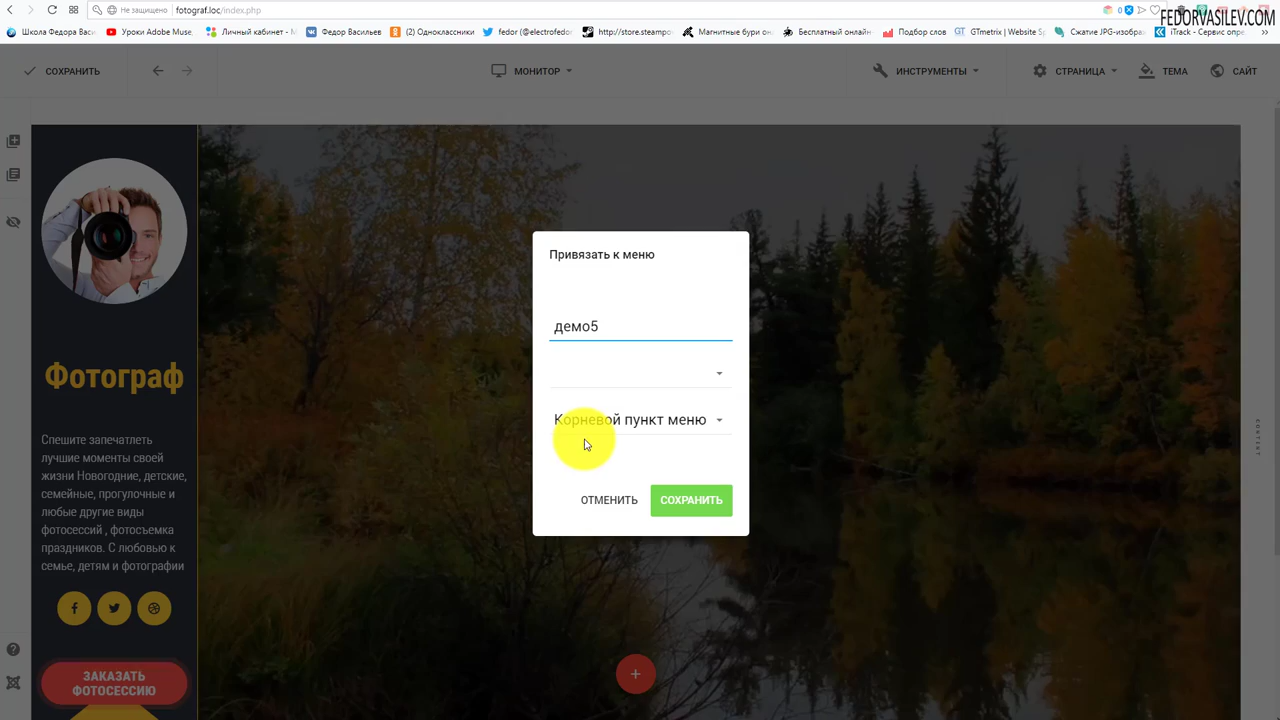 Не защищено
fotograf.loc/index.php
0
FEDORVASILEV.COM
Школа Федора Васи
Уроки Adobe Muse,
Личный кабинет - М
Федор Васильев
(2) Одноклассники
fedor (@electrofedo
http://store.steampo
Магнитные бури он
Бесплатный онлайн-
Подбор слов
GTmetrix | Website Sp
Сжатие JPG-изобра
iTrack - Сервис опре
СОХРАНИТЬ
МОНИТОР
ИНСТРУМЕНТЫ
СТРАНИЦА
ТЕМА
САЙТ
Привязать к меню
демо5
Корневой пункт меню
ОТМЕНИТЬ
СОХРАНИТЬ
Фотограф
Спешите запечатлеть
лучшие моменты своей
жизни Новогодние, детские,
семейные, прогулочные и
любые другие виды
фотосессий , фотосъемка
праздников. С любовью к
семье, детям и фотографии
ЗАКАЗАТЬ
ФОТОСЕССИЮ
CONTENT